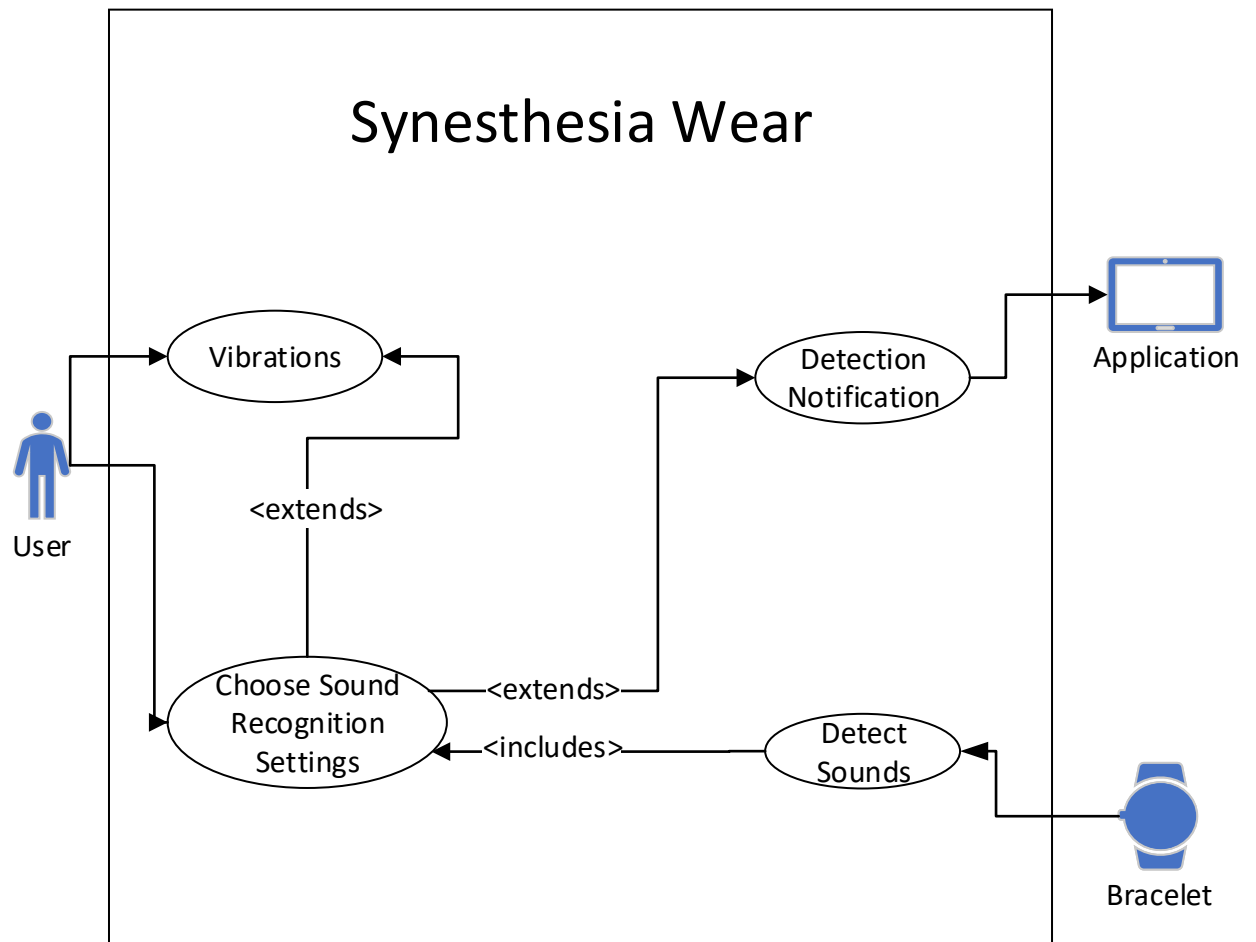 Synesthesia Wear
Vibrations
Detection
Notification
Application
User
<extends>
Choose Sound
Recognition
Settings
<extends>
<includes>
Detect
Sounds
Bracelet